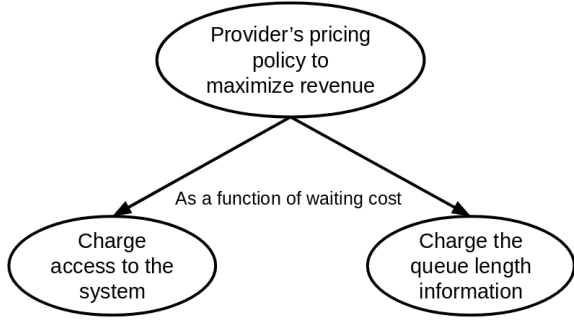 Provider's pricing
policy to
maximize revenue
As a function of waiting cost
Charge
access to the
system
Charge the
queue length
information